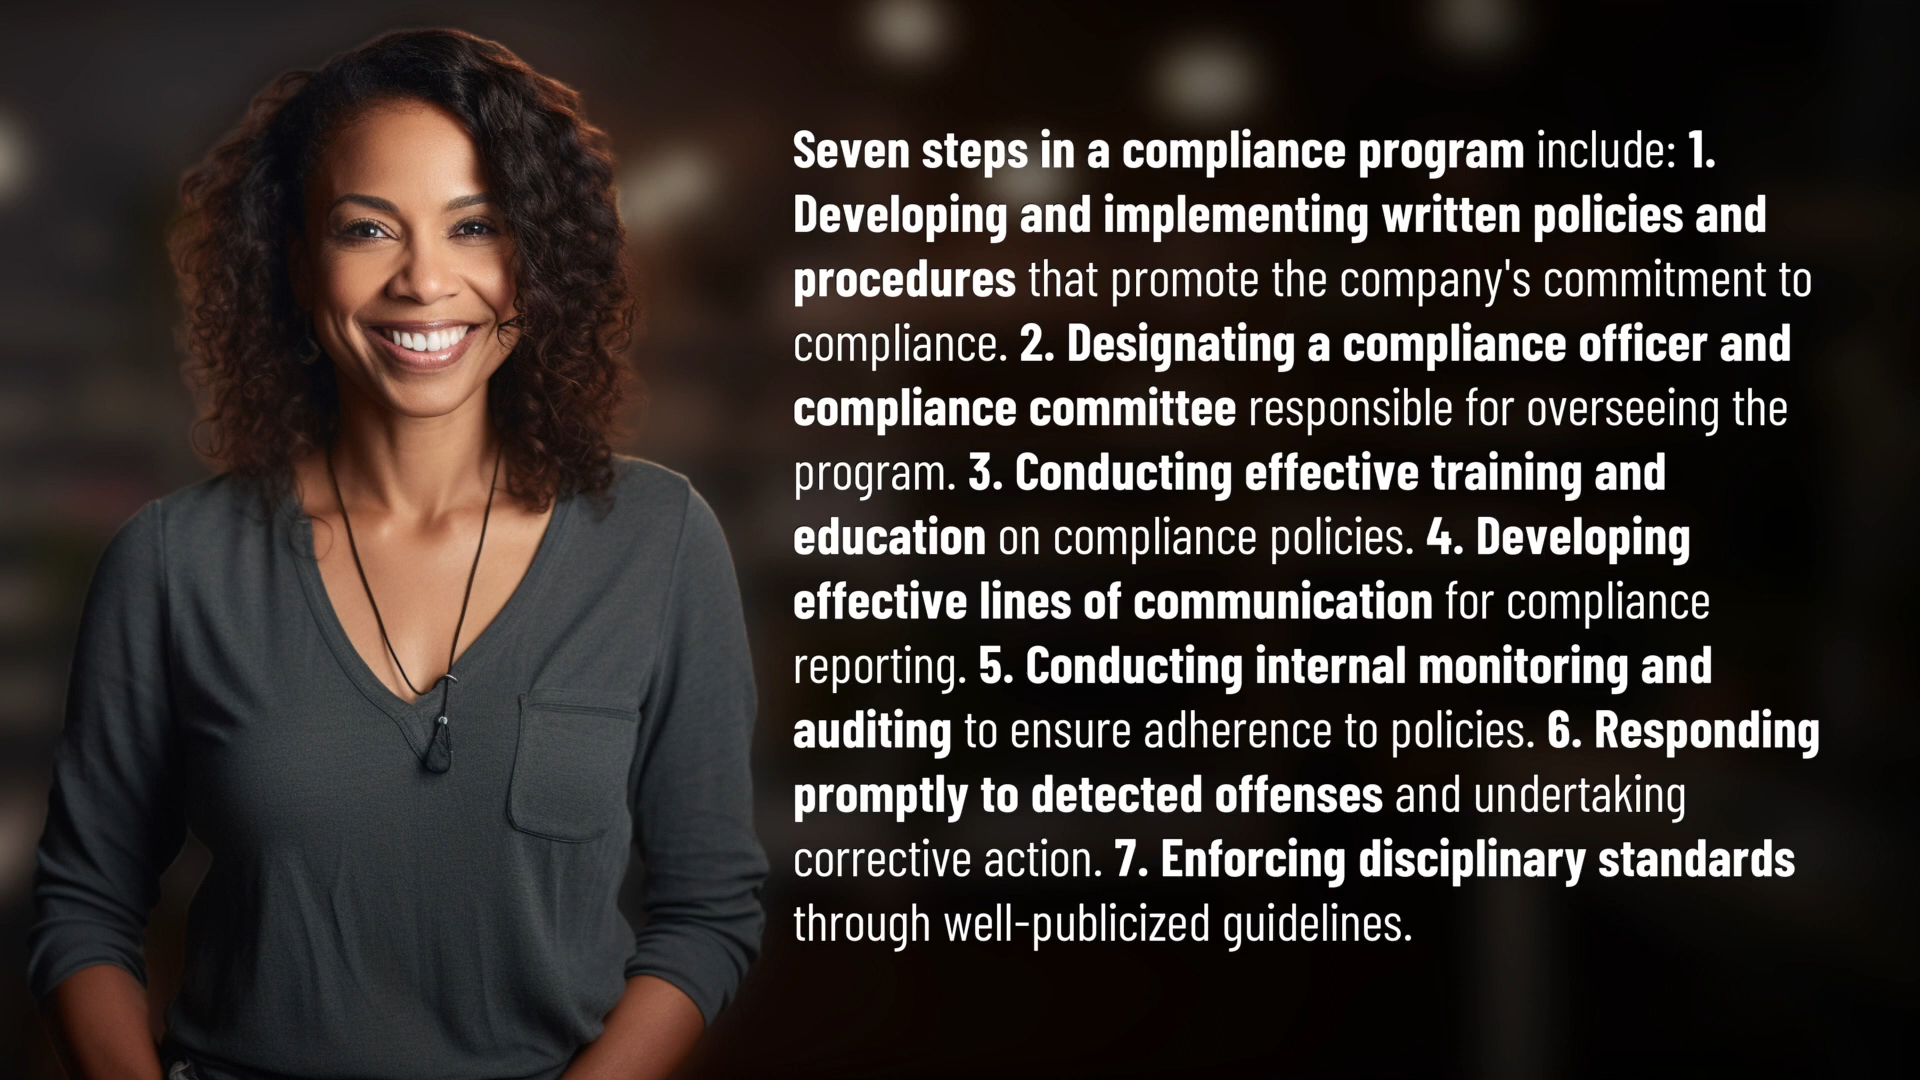 Seven steps in a compliance program include: 1.
Developing and implementing written policies and
procedures that promote the company's commitment to
compliance. 2. Designating a compliance officer and
compliance committee responsible for overseeing the
program. 3. Conducting effective training and
education on compliance policies. 4. Developing
effective lines of communication for compliance
reporting. 5. Conducting internal monitoring and
auditing to ensure adherence to policies. 6. Responding
promptly to detected offenses and undertaking
corrective action. 7. Enforcing disciplinary standards
through well-publicized guidelines.